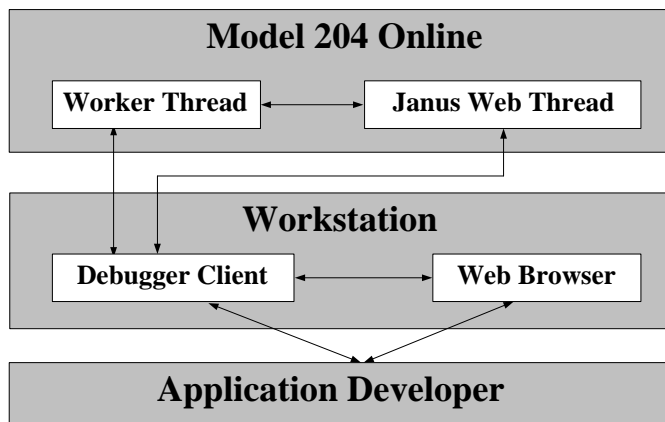 Model 204 Online
Worker Thread
Janus Web Thread
Workstation
Debugger Client
Web Browser
Application Developer